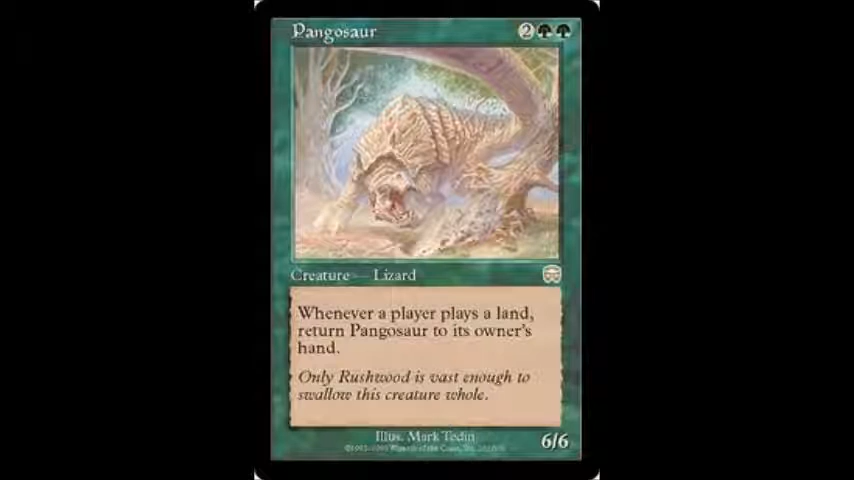 Pangosaur 2
Creature — Lizard
Whenever a player plays a land,
return Pangosaur to its owner's
hand.
Only Rushwood is vast enough to
swallow this creature whole.
Illus. Mark Tedin
6/6